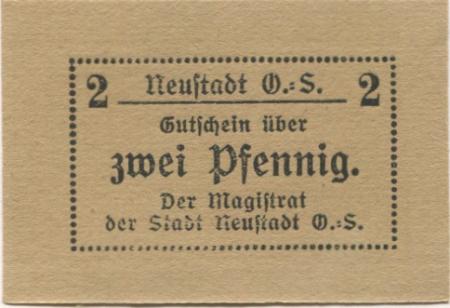 2 Neustadt O.=S. 2
Gutschein über
zwei Pfennig.
Der Magistrat
der Stadt Neustadt O.=S.